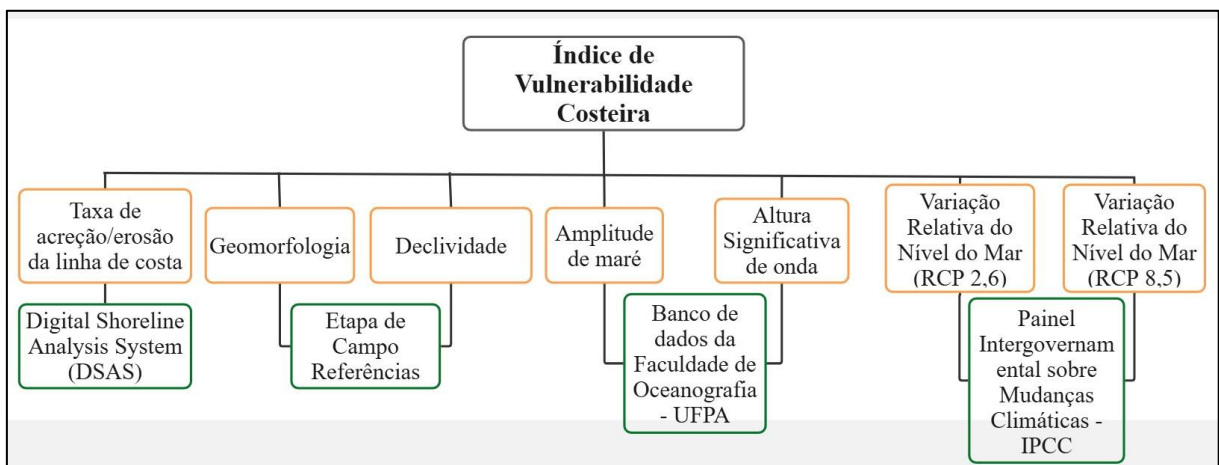 Índice de
Vulnerabilidade
Costeira
Taxa de
acreção/erosão
da linha de costa
Geomorfologia
Declividade
Amplitude
de maré
Altura
Significativa
de onda
Variação
Relativa do
Nível do Mar
(RCP 2,6)
Variação
Relativa do
Nível do Mar
(RCP 8,5)
Digital Shoreline
Analysis System
(DSAS)
Etapa de
Campo
Referências
Banco de
dados da
Faculdade de
Oceanografia
- UFPA
Painel
Intergovernam
ental sobre
Mudanças
Climáticas -
IPCC